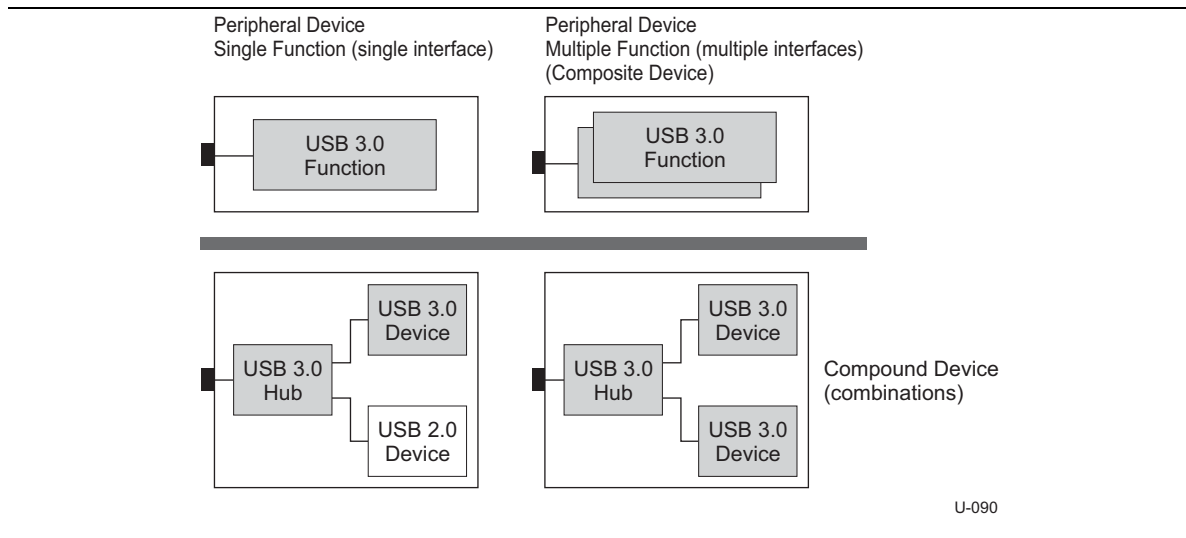 Peripheral Device
Single Function (single interface)
Peripheral Device
Multiple Function (multiple interfaces)
(Composite Device)
USB 3.0
Function
USB 3.0
Function
USB 3.0
Device
USB 3.0
Hub
USB 2.0
Device
USB 3.0
Device
USB 3.0
Hub
USB 3.0
Device
Compound Device
(combinations)
U-090